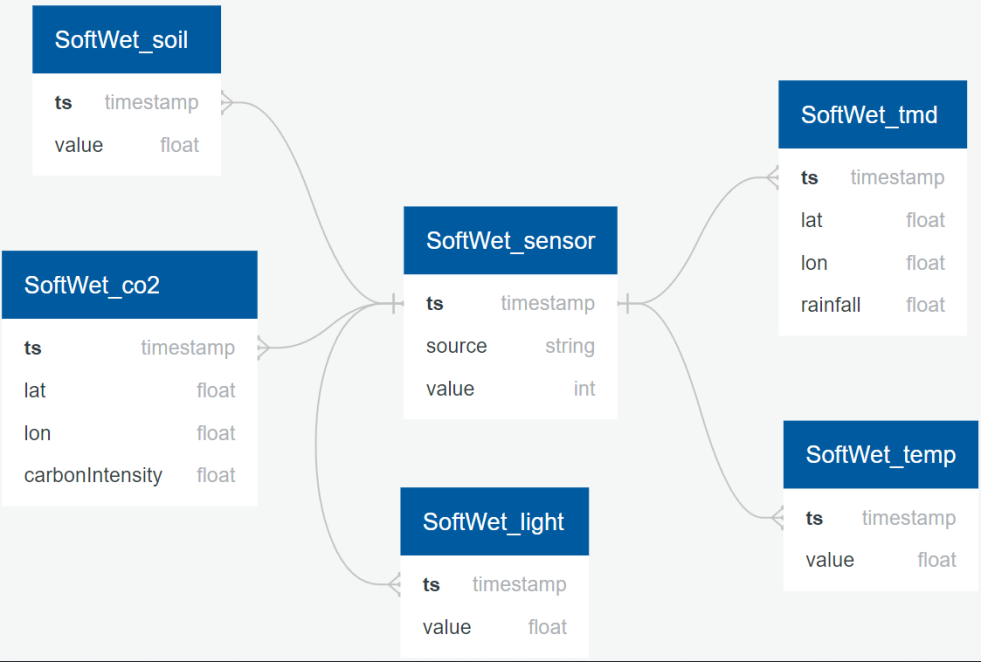 SoftWet_soil
ts timestamp
value float
SoftWet_co2
ts timestamp
lat float
lon float
carbonIntensity float
SoftWet_sensor
ts timestamp
source string
value int
SoftWet_light
ts timestamp
value float
SoftWet_tmd
ts timestamp
lat float
lon float
rainfall float
SoftWet_temp
ts timestamp
value float